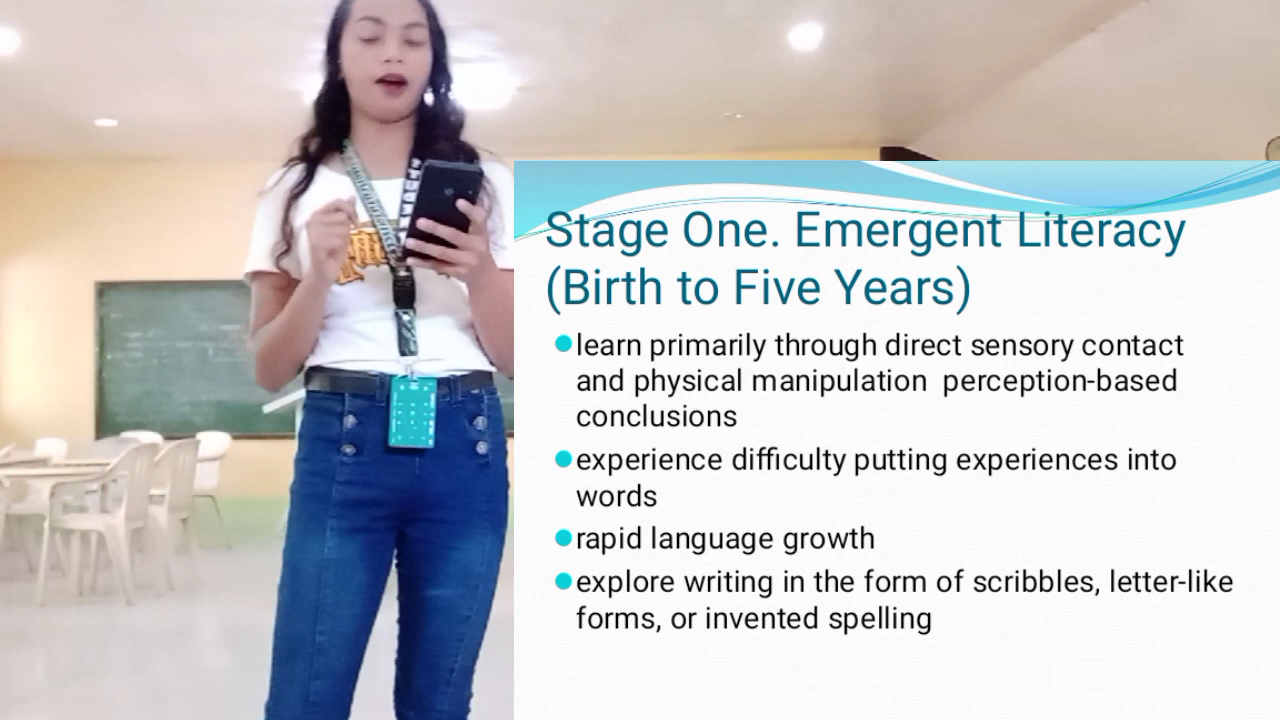 Stage One. Emergent Literacy
(Birth to Five Years)
learn primarily through direct sensory contact
and physical manipulation  perception-based
conclusions
experience difficulty putting experiences into
words
rapid language growth
explore writing in the form of scribbles, letter-like
forms, or invented spelling